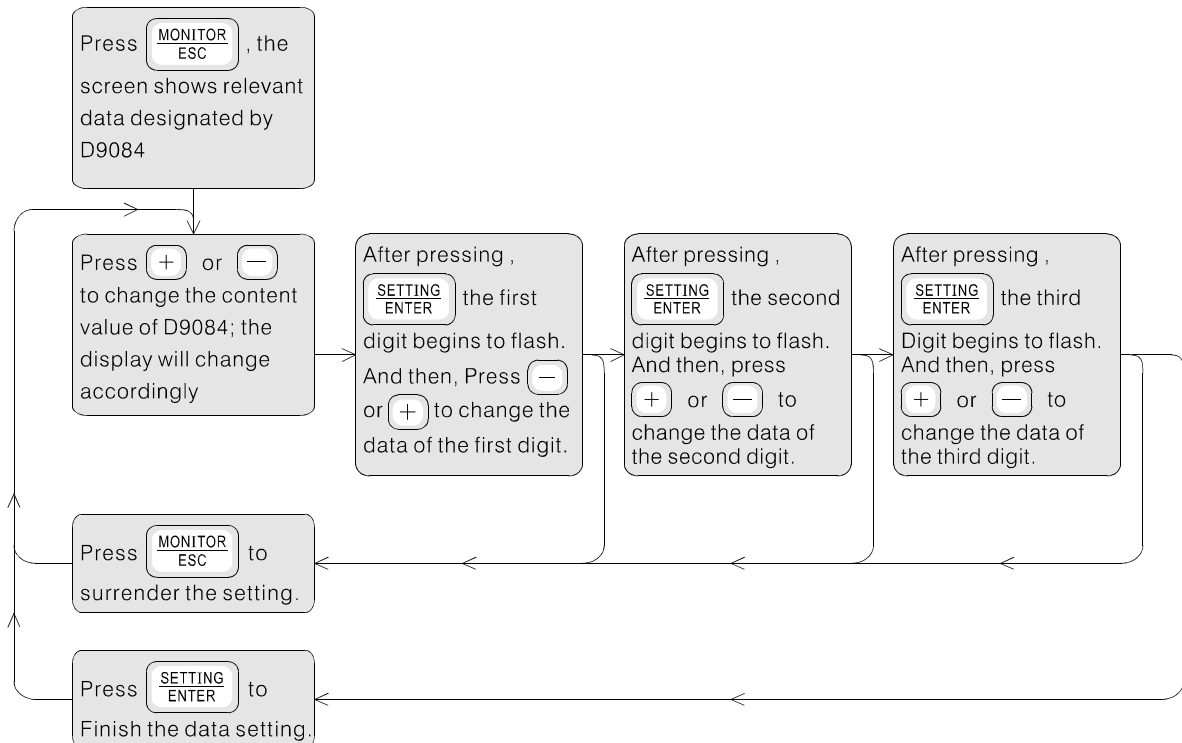 Press MONITOR ESC , the
screen shows relevant
data designated by
D9084
Press + or −
to change the content
value of D9084; the
display will change
accordingly
After pressing ,
SETTING ENTER the first
digit begins to flash.
And then, Press −
or + to change the
data of the first digit.
After pressing ,
SETTING ENTER the second
digit begins to flash.
And then, press
+ or − to
change the data of
the second digit.
After pressing ,
SETTING ENTER the third
Digit begins to flash.
And then, press
+ or − to
change the data of
the third digit.
Press MONITOR ESC to
surrender the setting.
Press SETTING ENTER to
Finish the data setting.